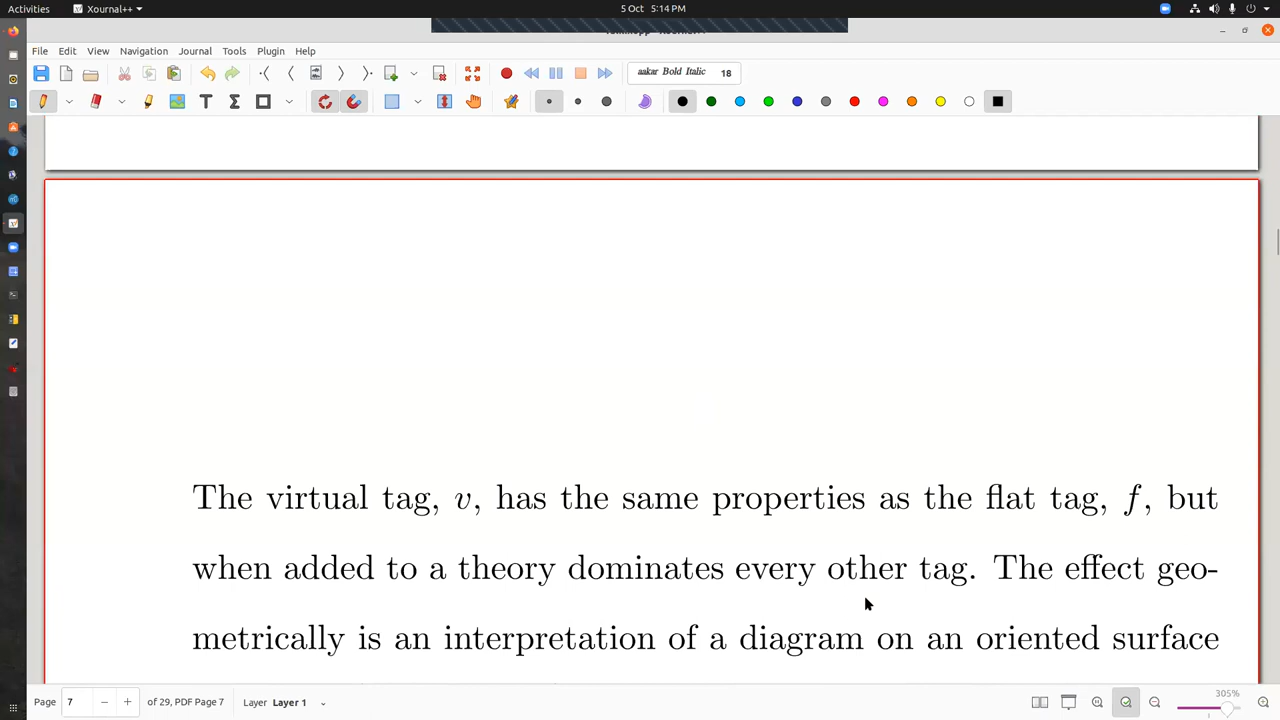 Activities Xournal++ 5 Oct 5:14 PM
File Edit View Navigation Journal Tools Plugin Help
aakar Bold Italic 18
The virtual tag, v, has the same properties as the flat tag, f, but
when added to a theory dominates every other tag. The effect geo-
metrically is an interpretation of a diagram on an oriented surface
305%
Page 7 of 29, PDF Page 7 Layer Layer 1